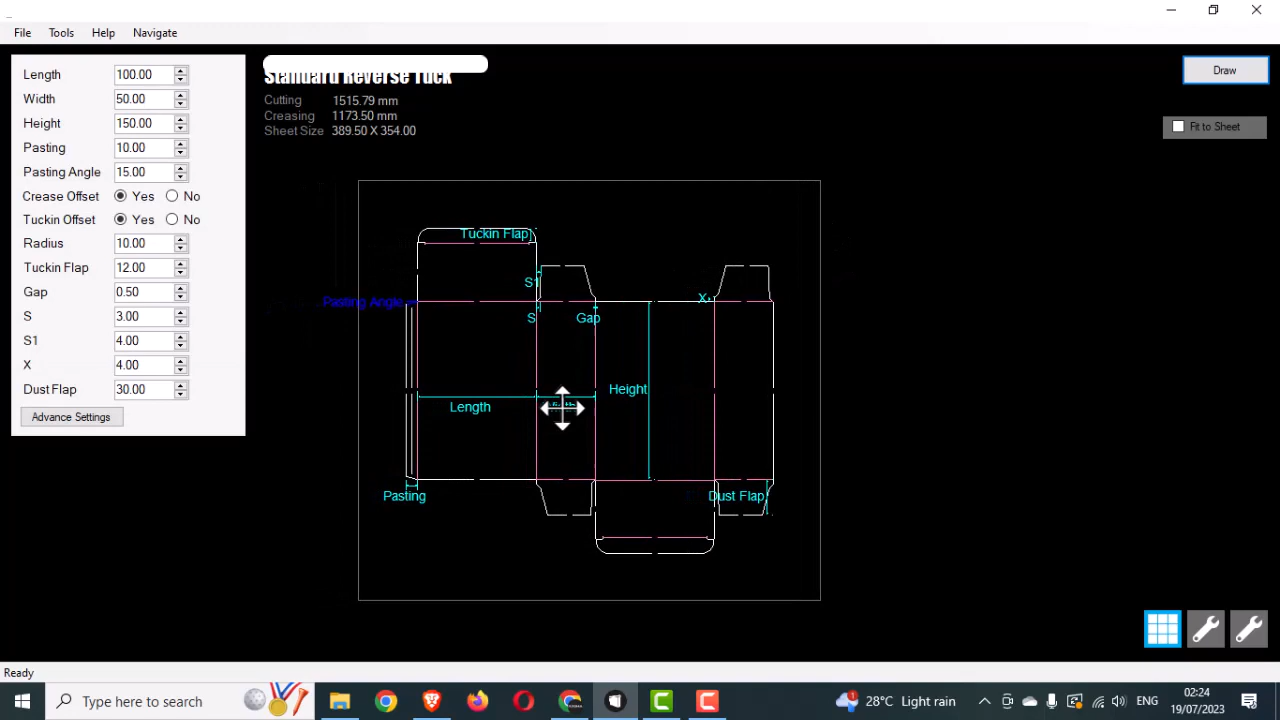 File Tools Help Navigate
Length 100.00
Width 50.00
Height 150.00
Pasting 10.00
Pasting Angle 15.00
Crease Offset Yes No
Tuckin Offset Yes No
Radius 10.00
Tuckin Flap 12.00
Gap 0.50
S 3.00
S1 4.00
X 4.00
Dust Flap 30.00
Advance Settings
Standard Reverse Tuck
Cutting 1515.79 mm
Creasing 1173.50 mm
Sheet Size 389.50 X 354.00
Draw
Fit to Sheet
Tuckin Flap
S1
Pasting Angle
X
S
Gap
Height
Length
Pasting
Dust Flap
Ready
Type here to search
28°C Light rain
1
ENG
02:24
19/07/2023